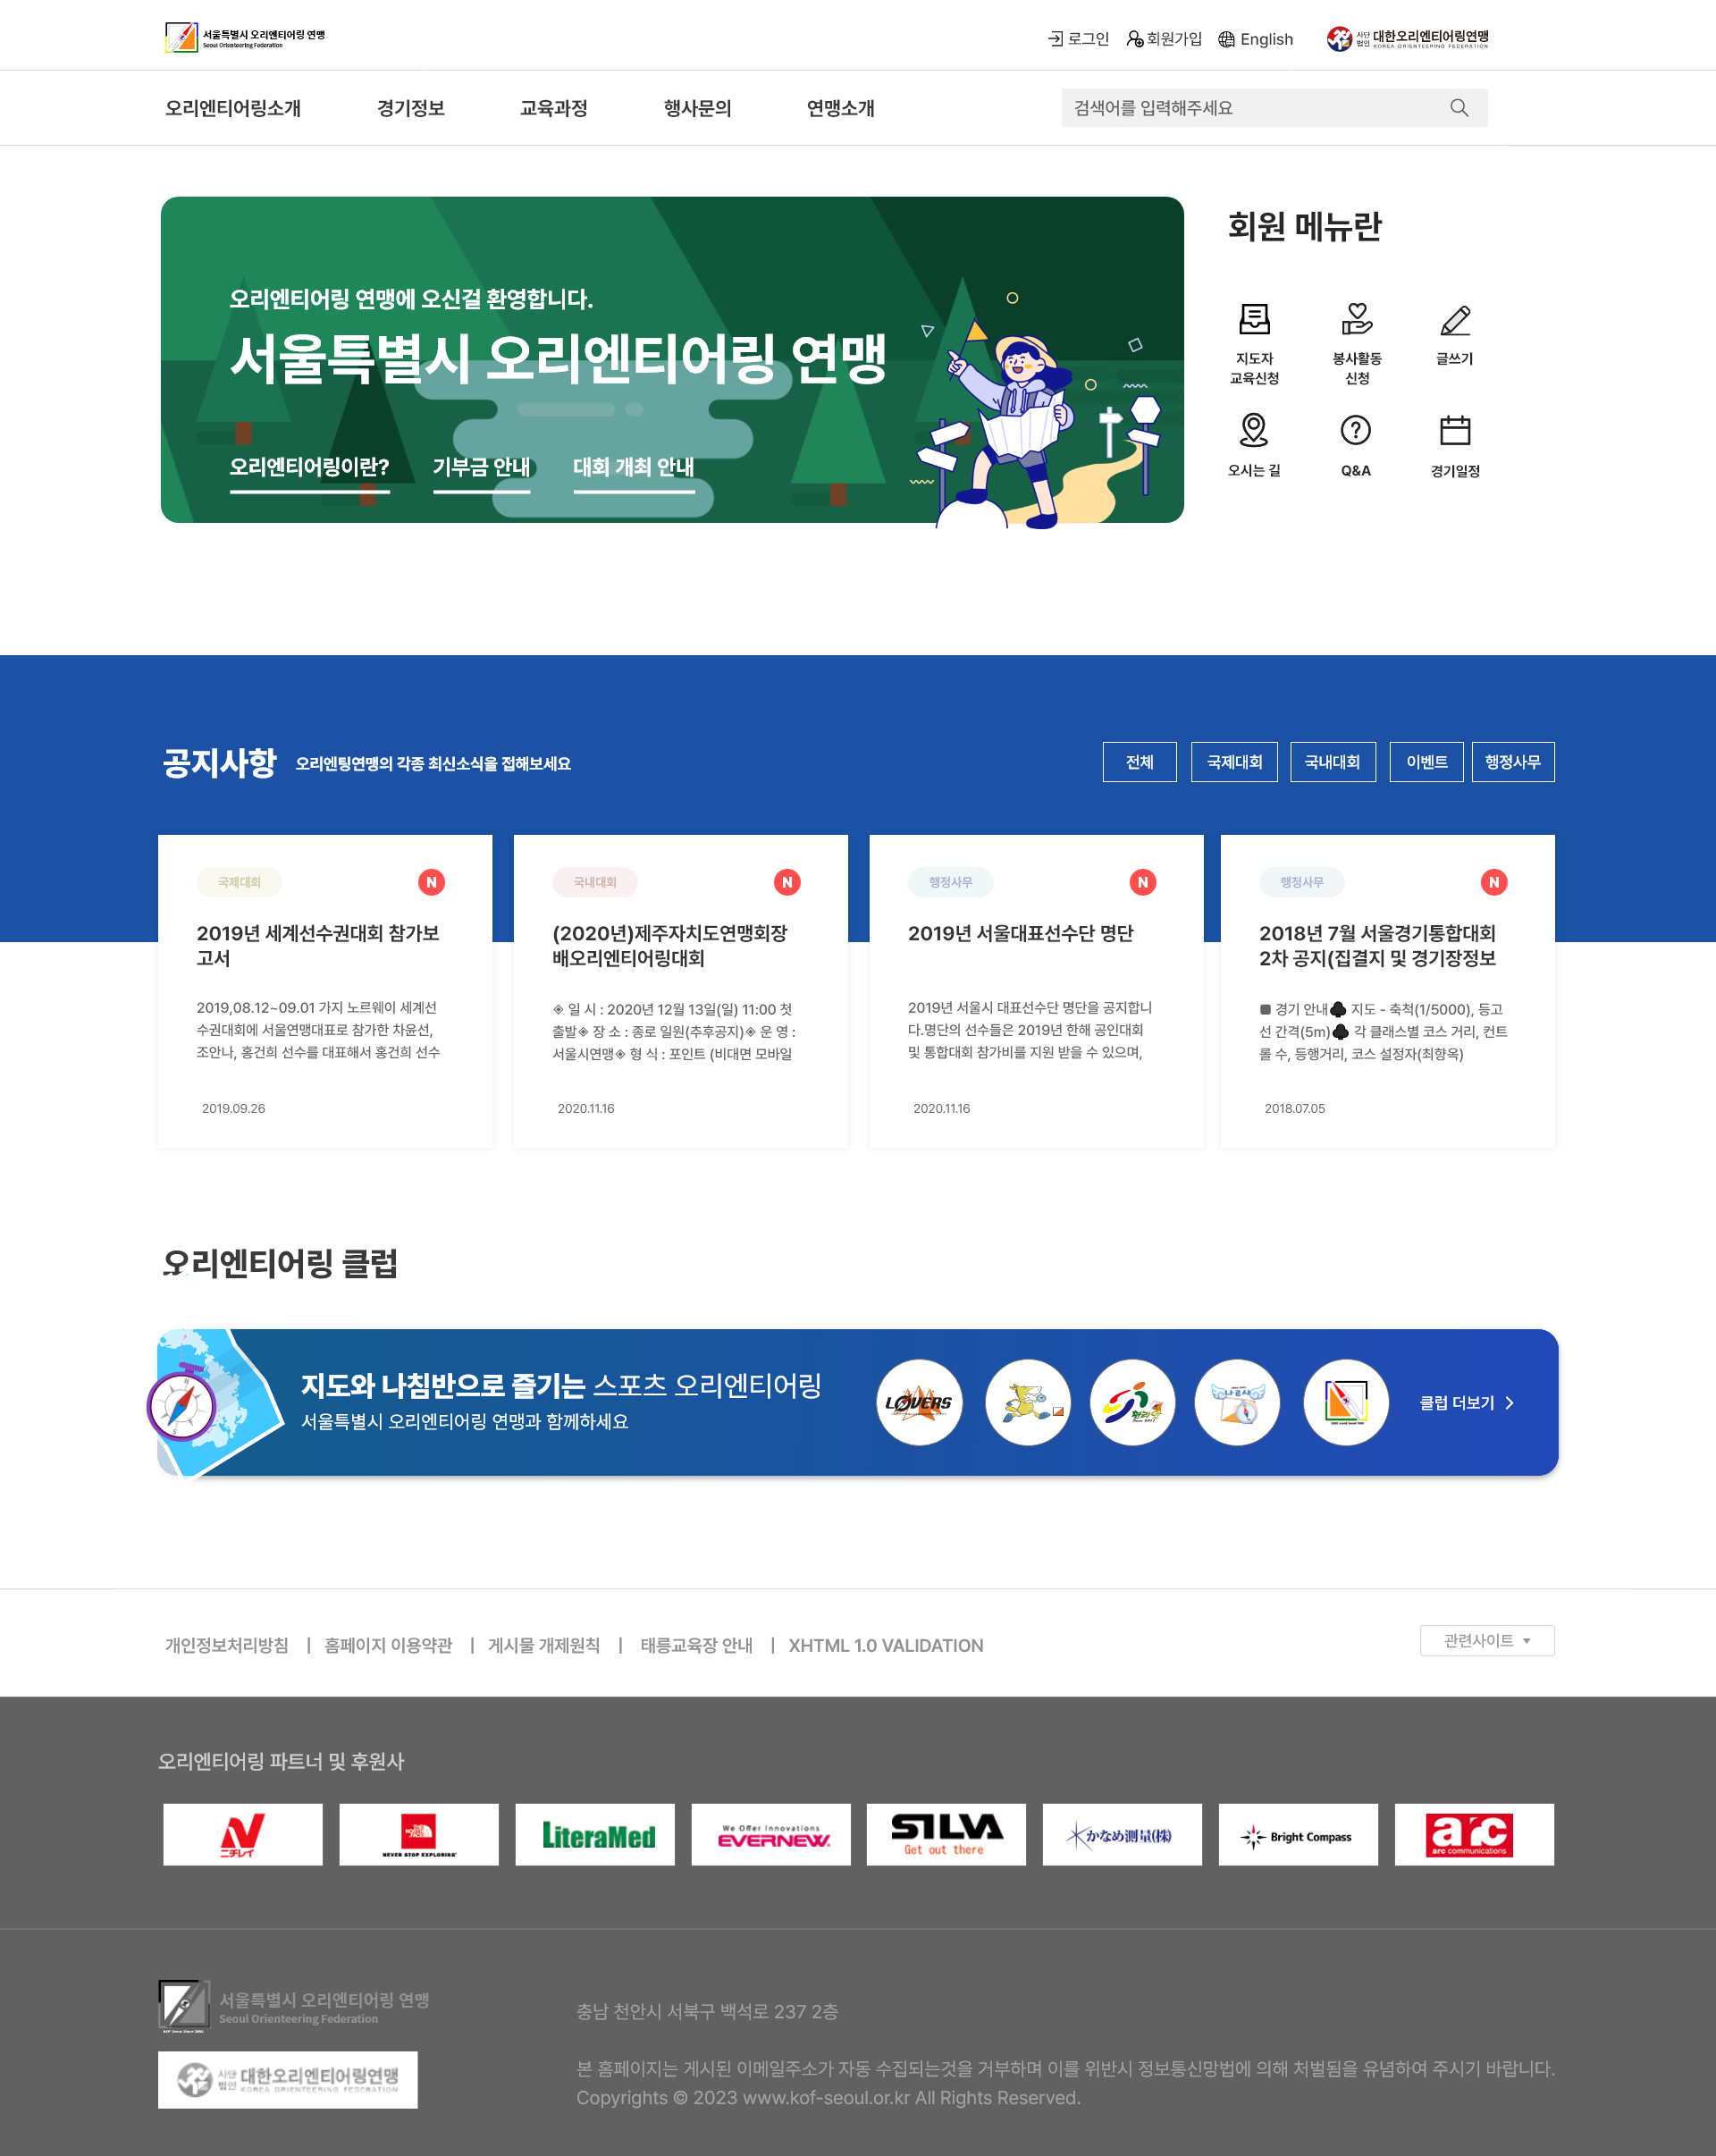 서울특별시 오리엔티어링 연맹
Seoul Orienteering Federation
로그인
회원가입
English
사단법인
대한오리엔티어링연맹
KOREA ORIENTEERING FEDERATION
오리엔티어링소개
경기정보
교육과정
행사문의
연맹소개
검색어를 입력해주세요
오리엔티어링 연맹에 오신걸 환영합니다.
서울특별시 오리엔티어링 연맹
오리엔티어링이란?
기부금 안내
대회 개최 안내
회원 메뉴란
지도자
교육신청
봉사활동
신청
글쓰기
오시는 길
Q&A
경기일정
공지사항
오리엔팅연맹의 각종 최신소식을 접해보세요
전체
국제대회
국내대회
이벤트
행정사무
국제대회
N
2019년 세계선수권대회 참가보
고서
2019,08.12~09.01 가지 노르웨이 세계선
수권대회에 서울연맹대표로 참가한 차윤선,
조안나, 홍건희 선수를 대표해서 홍건희 선수
2019.09.26
국내대회
N
(2020년)제주자치도연맹회장
배오리엔티어링대회
◈ 일 시 : 2020년 12월 13일(일) 11:00 첫
출발◈ 장 소 : 종로 일원(추후공지)◈ 운 영 :
서울시연맹◈ 형 식 : 포인트 (비대면 모바일
2020.11.16
행정사무
N
2019년 서울대표선수단 명단
2019년 서울시 대표선수단 명단을 공지합니
다.명단의 선수들은 2019년 한해 공인대회
및 통합대회 참가비를 지원 받을 수 있으며,
2020.11.16
행정사무
N
2018년 7월 서울경기통합대회
2차 공지(집결지 및 경기장정보
■ 경기 안내♣ 지도 - 축척(1/5000), 등고
선 간격(5m)♣ 각 클래스별 코스 거리, 컨트
롤 수, 등행거리, 코스 설정자(최항옥)
2018.07.05
오리엔티어링 클럽
지도와 나침반으로 즐기는 스포츠 오리엔티어링
서울특별시 오리엔티어링 연맹과 함께하세요
LOVERS
나르샤
클럽 더보기
개인정보처리방침 | 홈페이지 이용약관 | 게시물 개제원칙 | 태릉교육장 안내 | XHTML 1.0 VALIDATION
관련사이트
오리엔티어링 파트너 및 후원사
ニチレイ
THE NORTH FACE
NEVER STOP EXPLORING
LiteraMed
We Offer Innovations
EVERNEW
SILVA
Get out there
かなめ測量(株)
Bright Compass
arc
arc communications
서울특별시 오리엔티어링 연맹
Seoul Orienteering Federation
KOF Seoul Since 1982
사단법인
대한오리엔티어링연맹
KOREA ORIENTEERING FEDERATION
충남 천안시 서북구 백석로 237 2층
본 홈페이지는 게시된 이메일주소가 자동 수집되는것을 거부하며 이를 위반시 정보통신망법에 의해 처벌됨을 유념하여 주시기 바랍니다.
Copyrights © 2023 www.kof-seoul.or.kr All Rights Reserved.